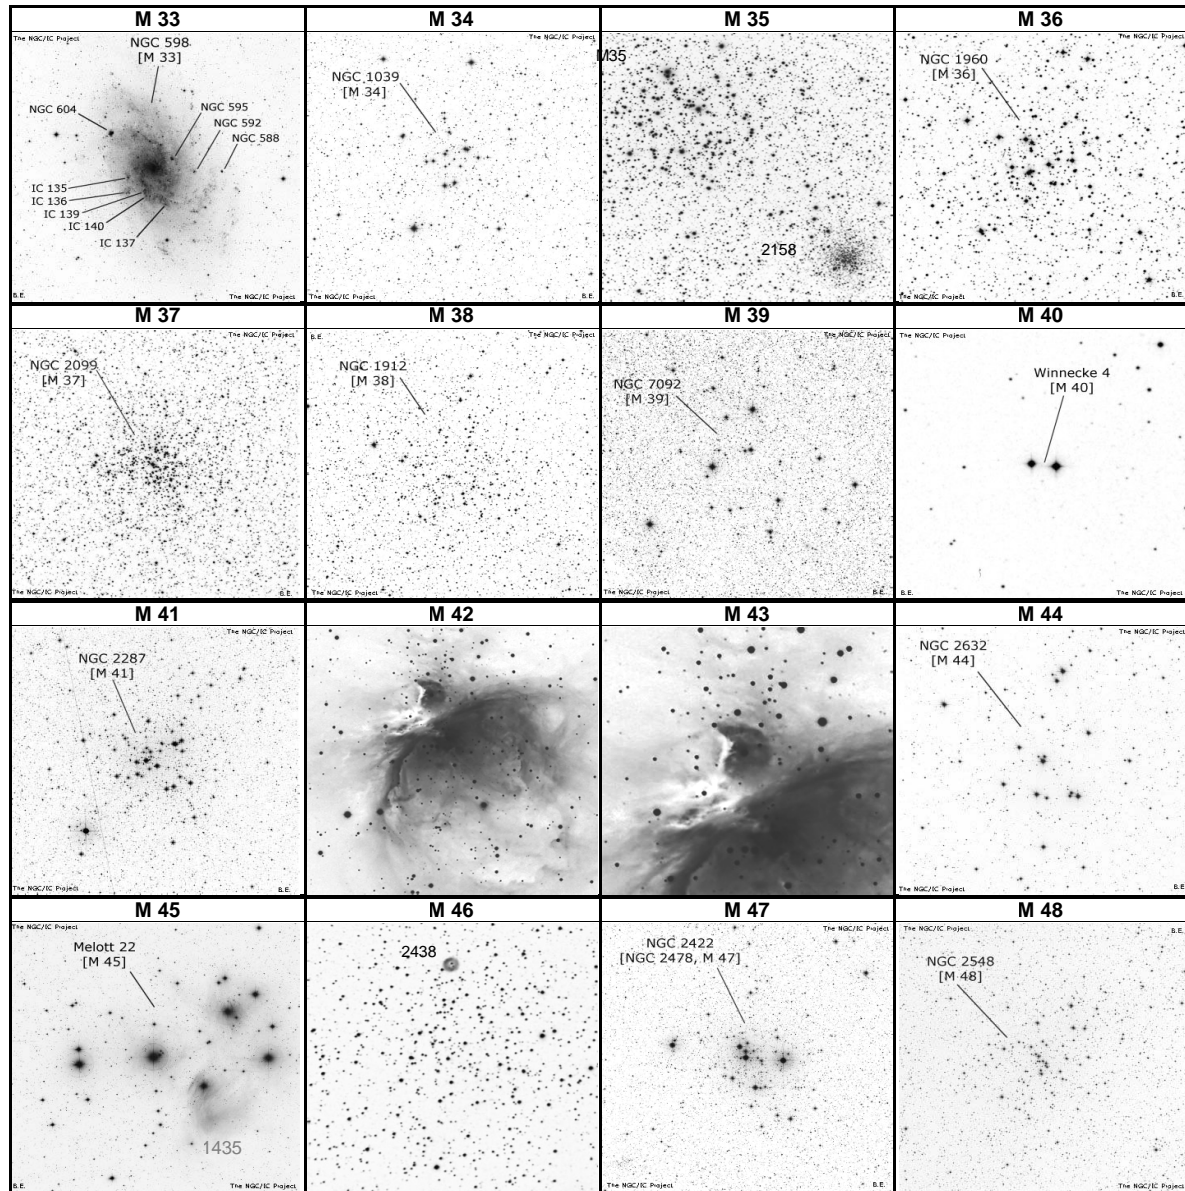 M 33
The NGC/IC Project
NGC 598
[M 33]
NGC 604
NGC 595
NGC 592
NGC 588
IC 135
IC 136
IC 139
IC 140
IC 137
B.E.
The NGC/IC Project
M 34
The NGC/IC Project
NGC 1039
[M 34]
B.E.
M 35
M35
2158
M 36
The NGC/IC Project
NGC 1960
[M 36]
The NGC/IC Project
B.E.
M 37
The NGC/IC Project
NGC 2099
[M 37]
The NGC/IC Project
B.E.
M 38
B.E.
NGC 1912
[M 38]
The NGC/IC Project
M 39
The NGC/IC Project
NGC 7092
[M 39]
The NGC/IC Project
B.E.
M 40
Winnecke 4
[M 40]
B.E.
The NGC/IC Project
M 41
The NGC/IC Project
NGC 2287
[M 41]
The NGC/IC Project
B.E.
M 42
M 43
M 44
The NGC/IC Project
NGC 2632
[M 44]
The NGC/IC Project
B.E.
M 45
The NGC/IC Project
Melott 22
[M 45]
1435
B.E.
The NGC/IC Project
M 46
2438
M 47
The NGC/IC Project
NGC 2422
[NGC 2478, M 47]
The NGC/IC Project
B.E.
M 48
The NGC/IC Project
B.E.
NGC 2548
[M 48]
The NGC/IC Project